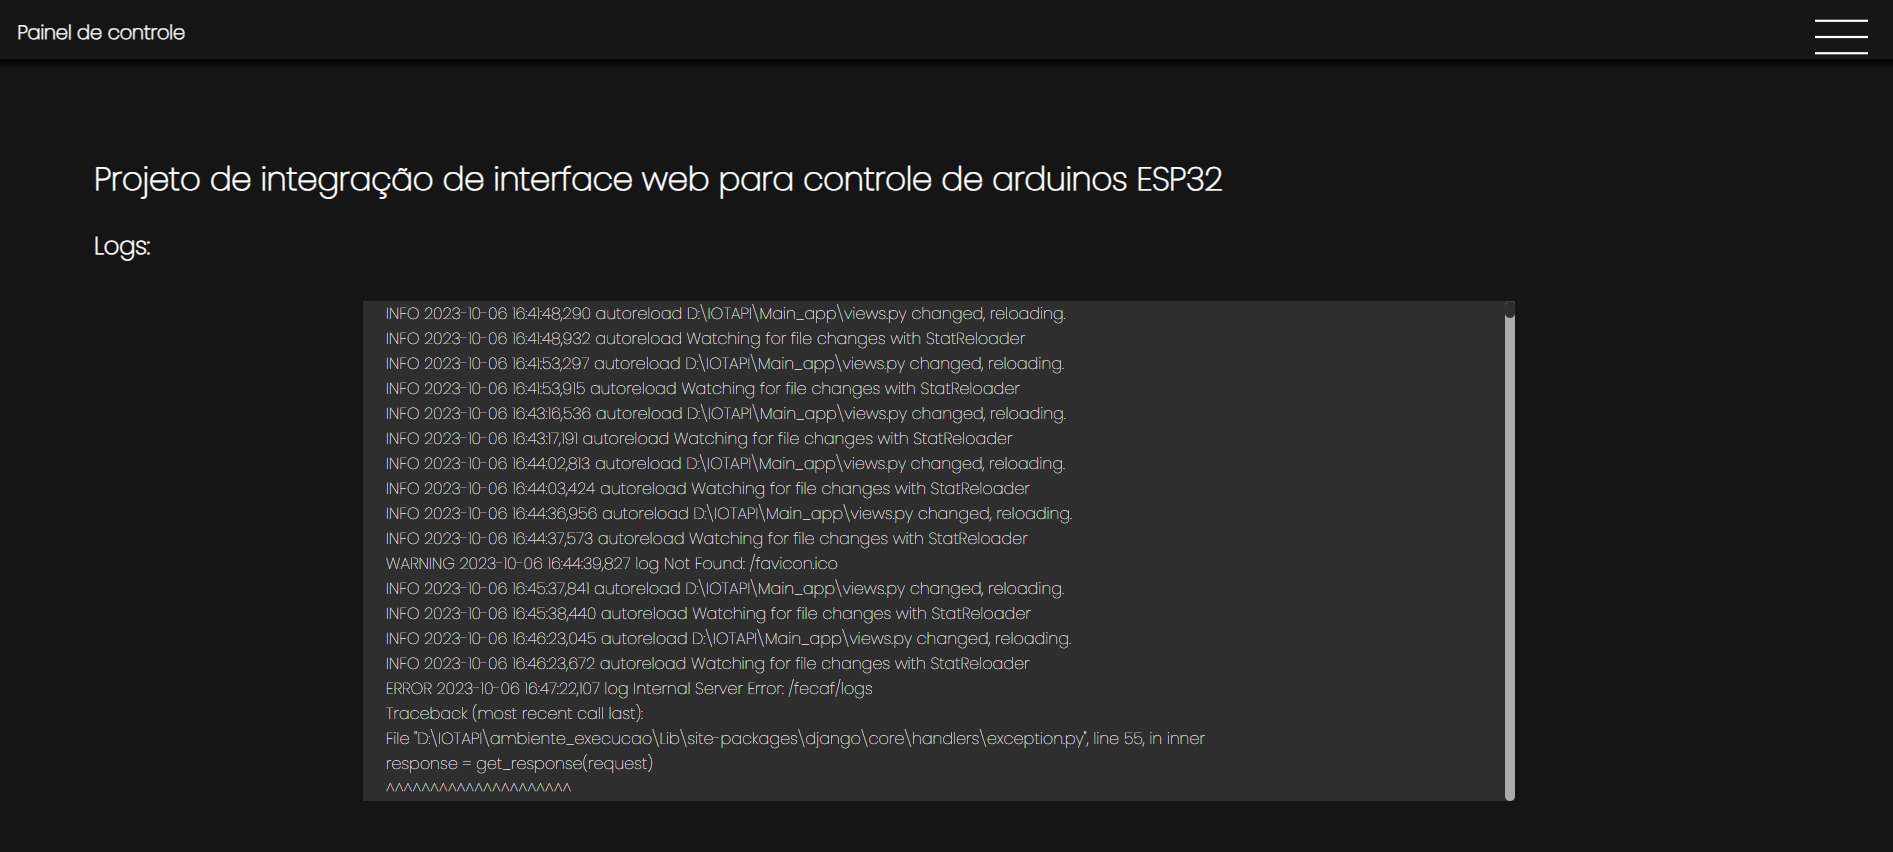 Painel de controle
Projeto de integração de interface web para controle de arduinos ESP32
Logs:
INFO 2023-10-06 16:41:48,290 autoreload D:\IOTAPI\Main_app\views.py changed, reloading.
INFO 2023-10-06 16:41:48,932 autoreload Watching for file changes with StatReloader
INFO 2023-10-06 16:41:53,297 autoreload D:\IOTAPI\Main_app\views.py changed, reloading.
INFO 2023-10-06 16:41:53,915 autoreload Watching for file changes with StatReloader
INFO 2023-10-06 16:43:16,536 autoreload D:\IOTAPI\Main_app\views.py changed, reloading.
INFO 2023-10-06 16:43:17,191 autoreload Watching for file changes with StatReloader
INFO 2023-10-06 16:44:02,813 autoreload D:\IOTAPI\Main_app\views.py changed, reloading.
INFO 2023-10-06 16:44:03,424 autoreload Watching for file changes with StatReloader
INFO 2023-10-06 16:44:36,956 autoreload D:\IOTAPI\Main_app\views.py changed, reloading.
INFO 2023-10-06 16:44:37,573 autoreload Watching for file changes with StatReloader
WARNING 2023-10-06 16:44:39,827 log Not Found: /favicon.ico
INFO 2023-10-06 16:45:37,841 autoreload D:\IOTAPI\Main_app\views.py changed, reloading.
INFO 2023-10-06 16:45:38,440 autoreload Watching for file changes with StatReloader
INFO 2023-10-06 16:46:23,045 autoreload D:\IOTAPI\Main_app\views.py changed, reloading.
INFO 2023-10-06 16:46:23,672 autoreload Watching for file changes with StatReloader
ERROR 2023-10-06 16:47:22,107 log Internal Server Error: /fecaf/logs
Traceback (most recent call last):
File "D:\IOTAPI\ambiente_execucao\Lib\site-packages\django\core\handlers\exception.py", line 55, in inner
response = get_response(request)
^^^^^^^^^^^^^^^^^^^^^